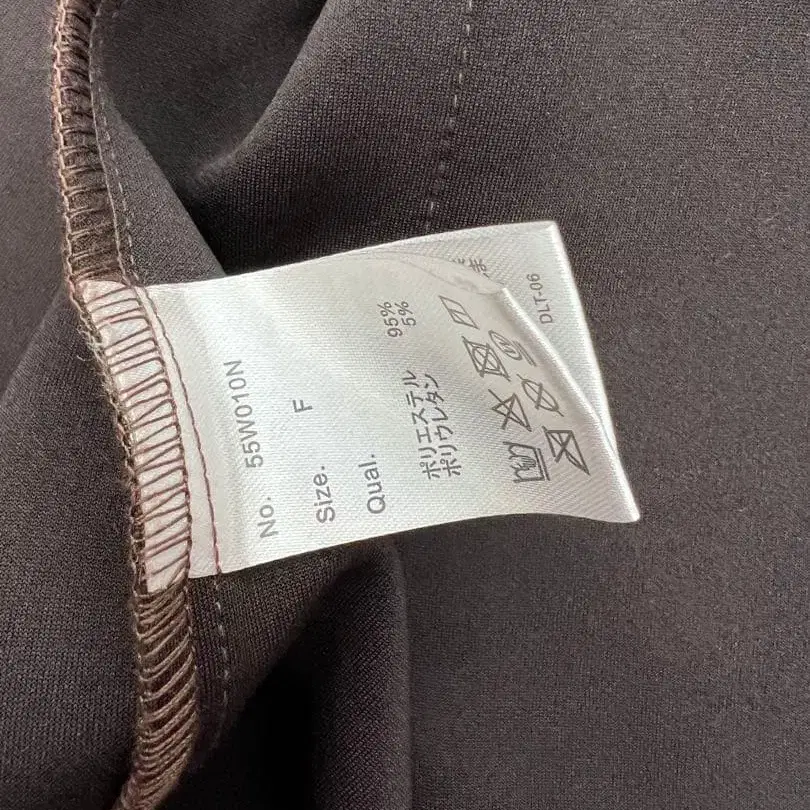 No. 55W010N
Size. F
Qual.
ポリエステル 95%
ポリウレタン 5%
DLT-06